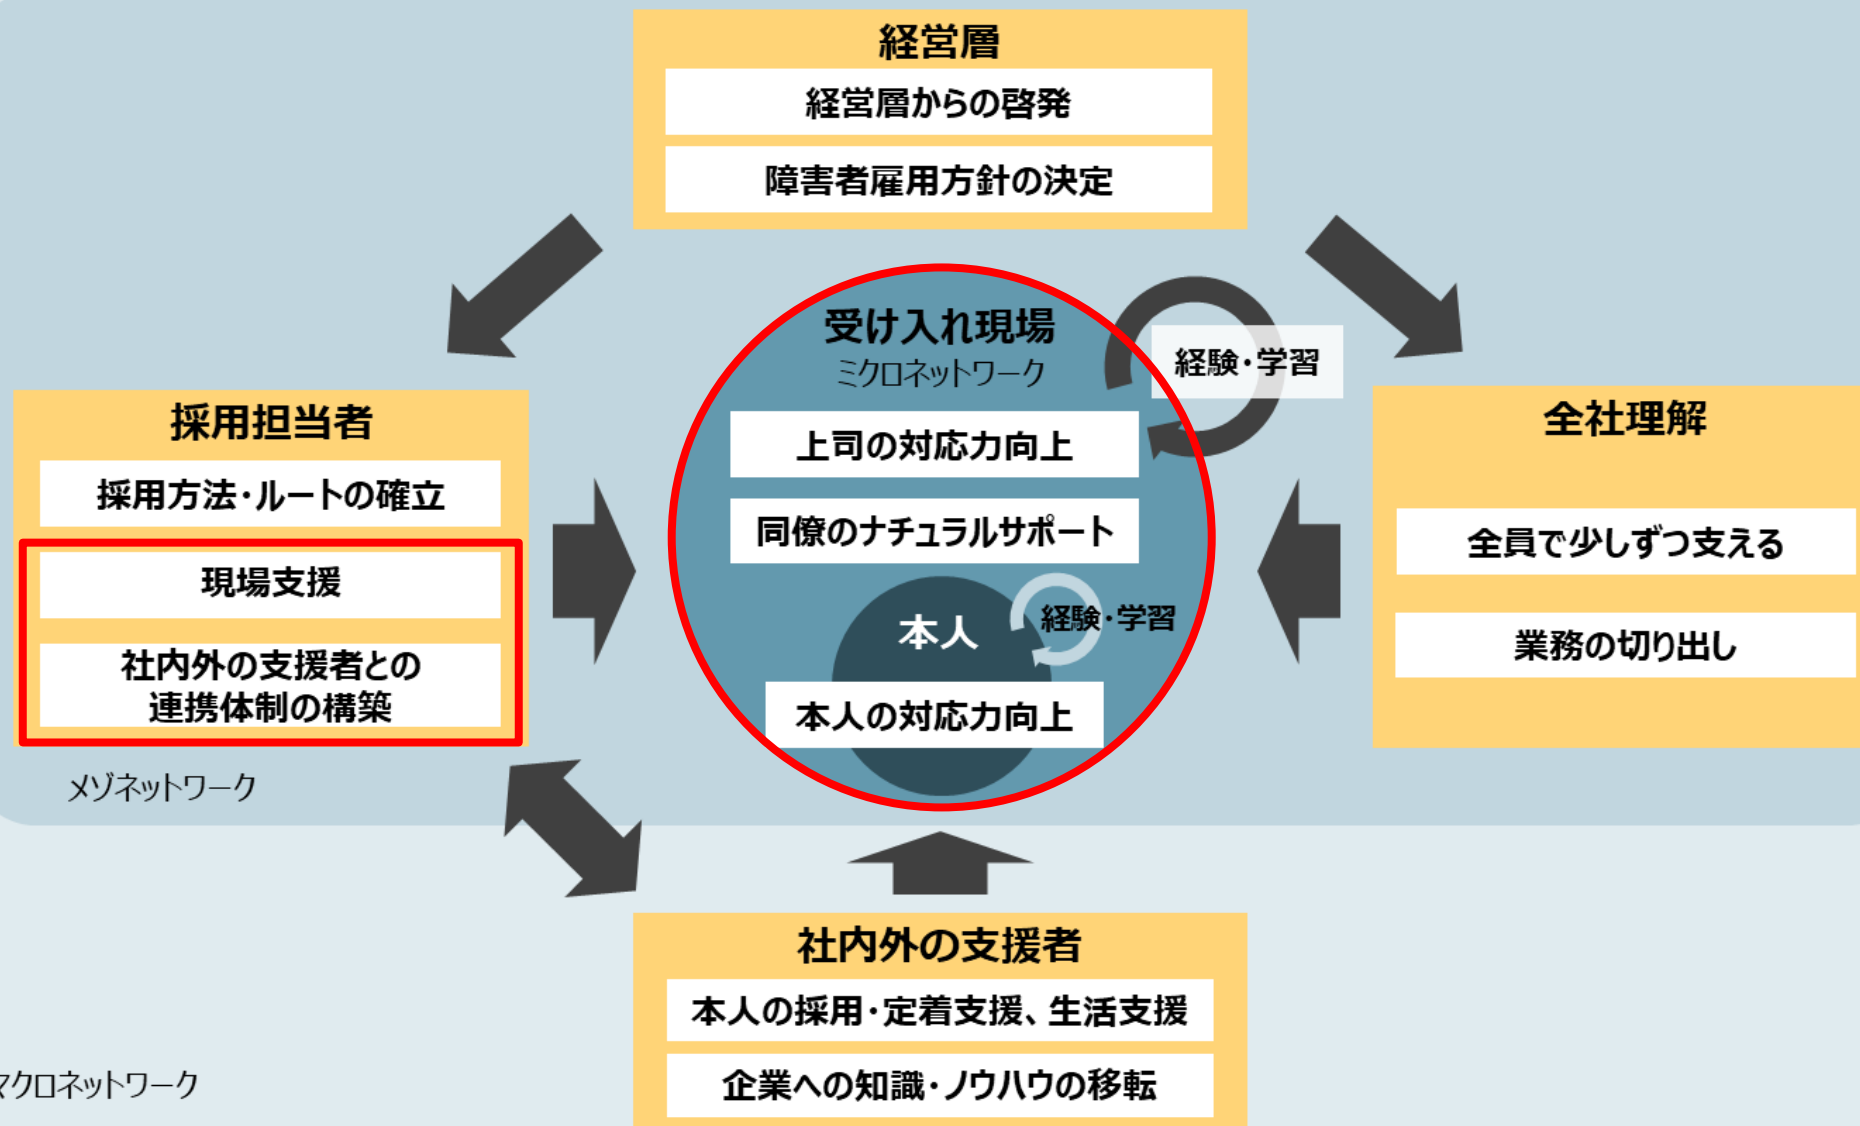 経営層
経営層からの啓発
障害者雇用方針の決定
受け入れ現場
ミクロネットワーク
経験・学習
上司の対応力向上
同僚のナチュラルサポート
本人
経験・学習
本人の対応力向上
採用担当者
採用方法・ルートの確立
現場支援
社内外の支援者との
連携体制の構築
全社理解
全員で少しずつ支える
業務の切り出し
メゾネットワーク
社内外の支援者
本人の採用・定着支援、生活支援
企業への知識・ノウハウの移転
マクロネットワーク